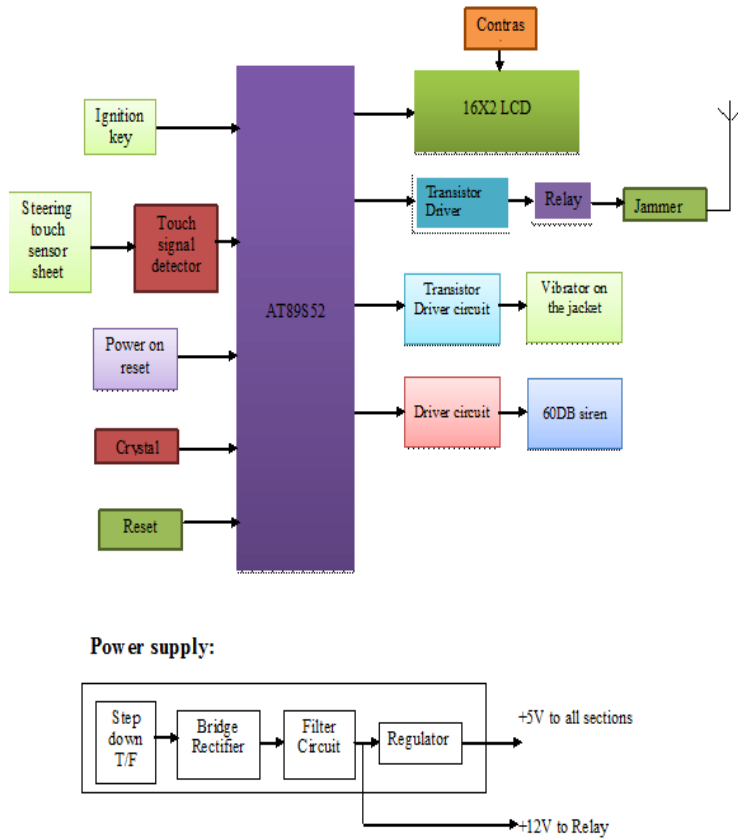 Contras
16X2 LCD
Ignition
key
Transistor
Driver
Relay
Jammer
Steering
touch
sensor
sheet
Touch
signal
detector
AT89S52
Transistor
Driver circuit
Vibrator on
the jacket
Power on
reset
Driver circuit
60DB siren
Crystal
Reset
Power supply:
Step
down
T/F
Bridge
Rectifier
Filter
Circuit
Regulator
+5V to all sections
+12V to Relay